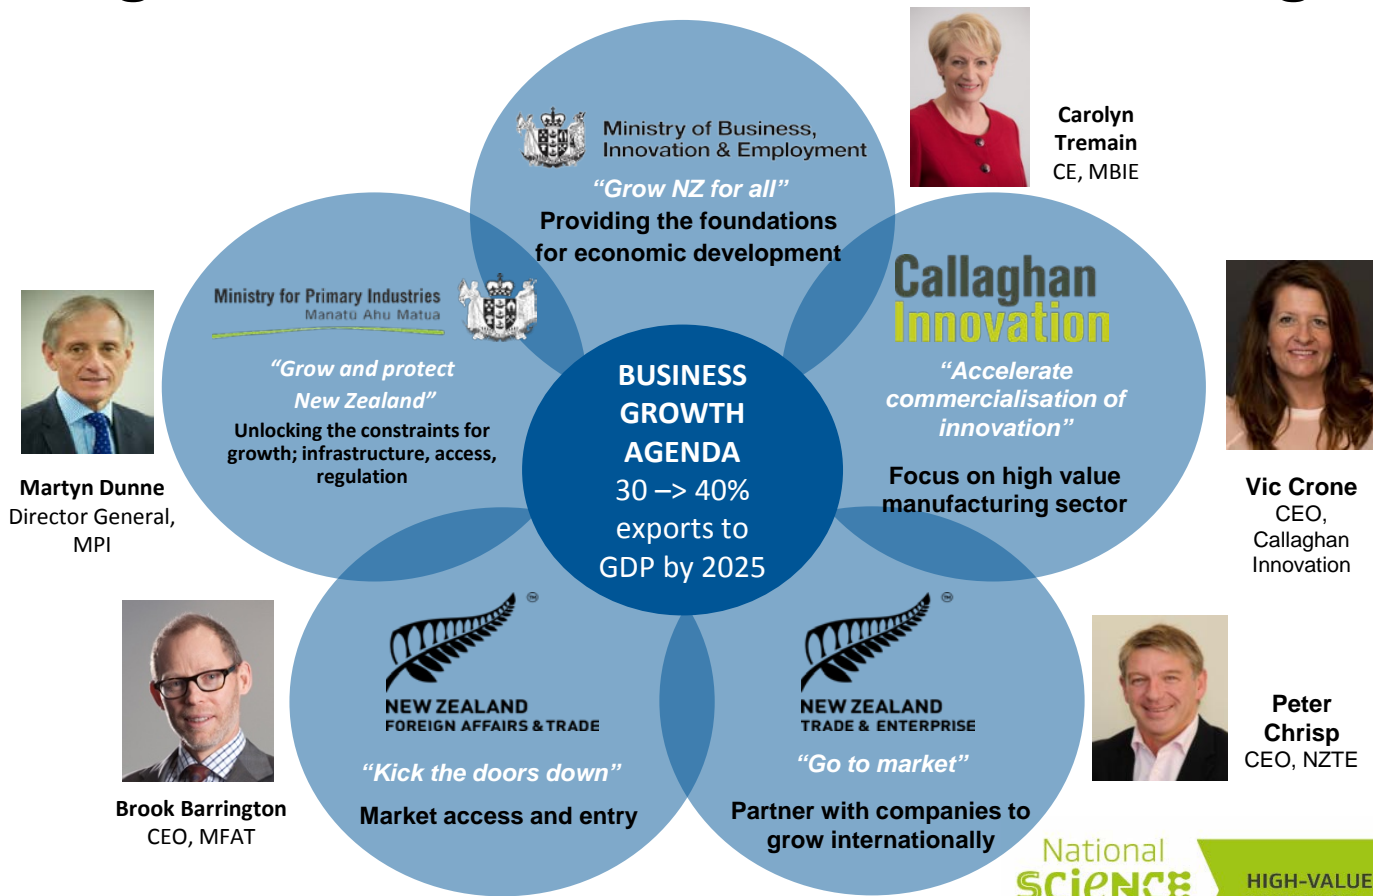 Carolyn
Tremain
CE, MBIE
Ministry of Business,
Innovation & Employment
“Grow NZ for all”
Providing the foundations
for economic development
Ministry for Primary Industries
Manatū Ahu Matua
“Grow and protect
New Zealand”
Unlocking the constraints for
growth; infrastructure, access,
regulation
Martyn Dunne
Director General,
MPI
BUSINESS
GROWTH
AGENDA
30 –> 40%
exports to
GDP by 2025
Callaghan
Innovation
“Accelerate
commercialisation of
innovation”
Focus on high value
manufacturing sector
Vic Crone
CEO,
Callaghan
Innovation
TM
NEW ZEALAND
FOREIGN AFFAIRS & TRADE
“Kick the doors down”
Market access and entry
Brook Barrington
CEO, MFAT
TM
NEW ZEALAND
TRADE & ENTERPRISE
“Go to market”
Partner with companies to
grow internationally
Peter
Chrisp
CEO, NZTE
National
SCiENCE
HIGH-VALUE